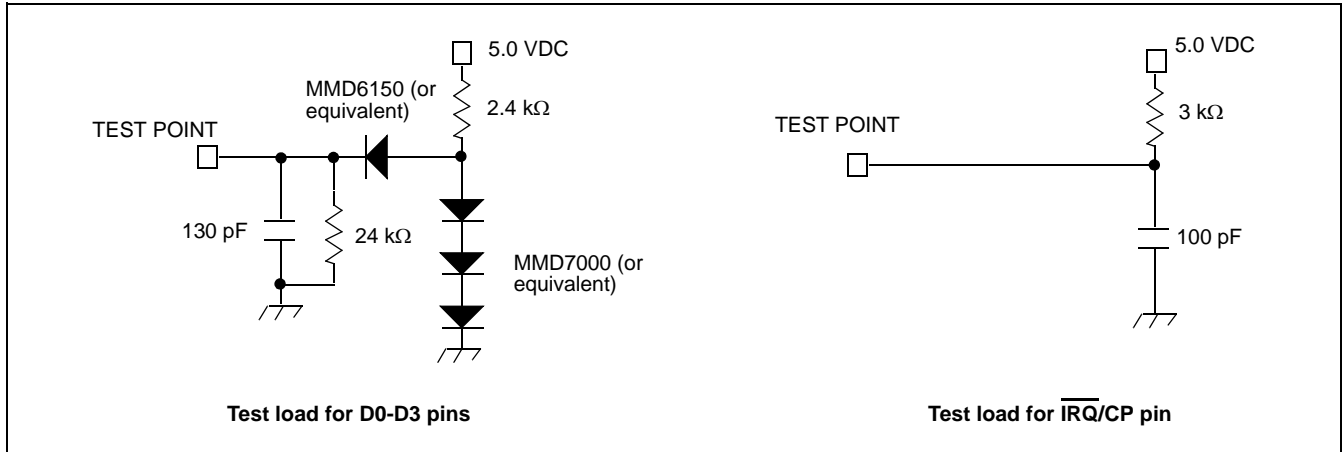 5.0 VDC
MMD6150 (or
equivalent)
2.4 kΩ
TEST POINT
130 pF
24 kΩ
MMD7000 (or
equivalent)
Test load for D0-D3 pins
5.0 VDC
3 kΩ
TEST POINT
100 pF
Test load for I̅R̅Q̅/CP pin